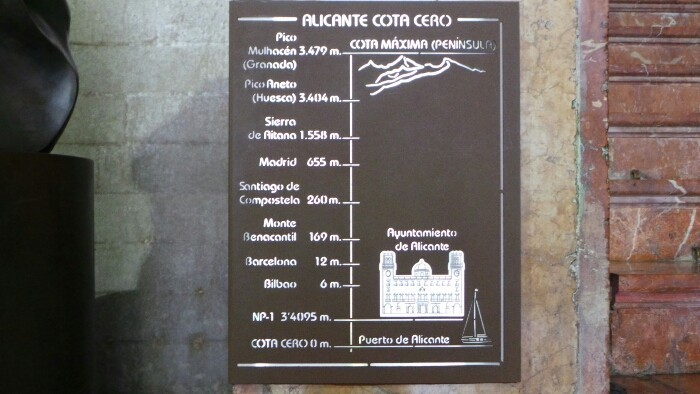 ALICANTE COTA CERO
Pico
Mulhacén 3.479 m.
(Granada)
COTA MÁXIMA (PENÍNSULA)
Pico Aneto
(Huesca) 3.404 m.
Sierra
de Aitana 1.558 m.
Madrid 655 m.
Santiago de
Compostela 260 m.
Monte
Benacantil 169 m.
Ayuntamiento
de Alicante
Barcelona 12 m.
Bilbao 6 m.
NP-1 3'4095 m.
COTA CERO 0 m.
Puerto de Alicante